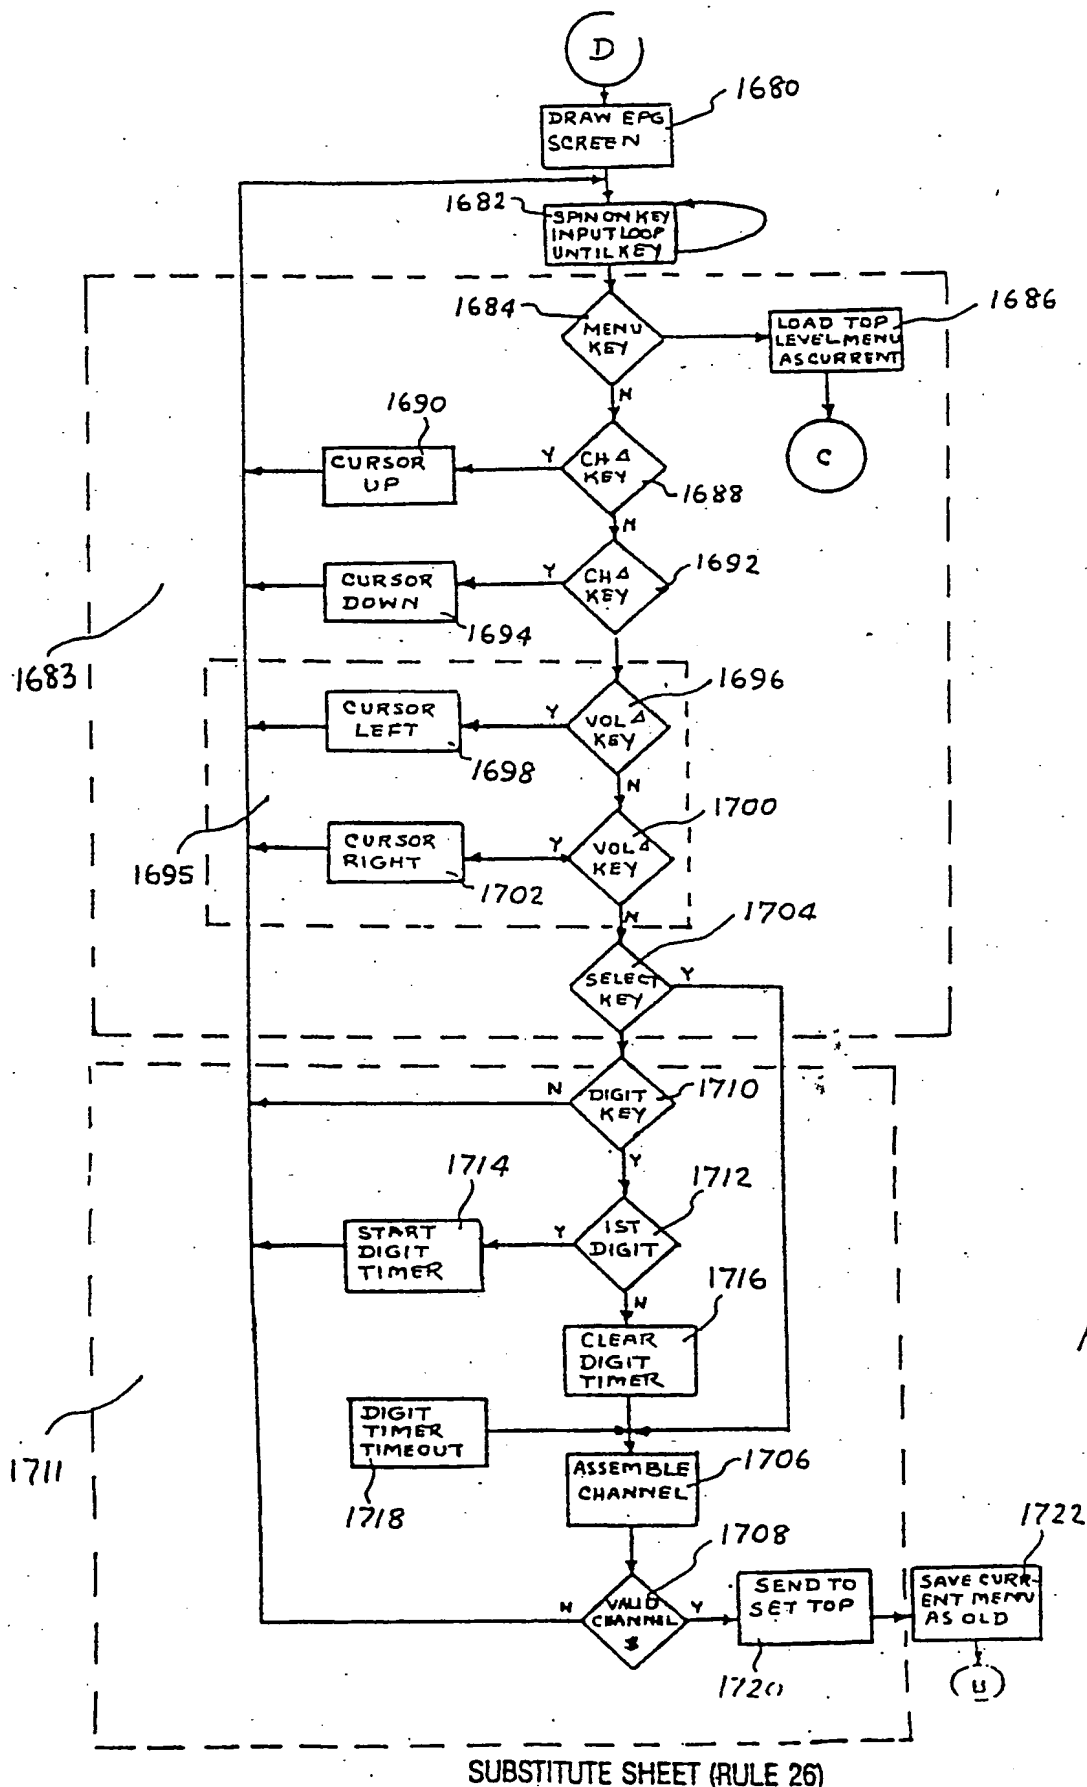 D
1680
DRAW EPG
SCREEN
1682
SPIN ON KEY
INPUT LOOP
UNTIL KEY
1684
MENU
KEY
1686
LOAD TOP
LEVEL MENU
AS CURRENT
N
C
1690
CURSOR
UP
Y
CH Δ
KEY
1688
N
CURSOR
DOWN
1694
Y
CH Δ
KEY
1692
1683
1696
CURSOR
LEFT
1698
Y
VOL Δ
KEY
N
1700
1695
CURSOR
RIGHT
1702
Y
VOL Δ
KEY
N
1704
SELECT
KEY
Y
N
DIGIT
KEY
1710
Y
1714
START
DIGIT
TIMER
Y
1ST
DIGIT
1712
N
1716
CLEAR
DIGIT
TIMER
1711
DIGIT
TIMER
TIMEOUT
1718
ASSEMBLE
CHANNEL
1706
1708
N
VALID
CHANNEL
Y
SEND TO
SET TOP
1720
1722
SAVE CURR-
ENT MENU
AS OLD
SUBSTITUTE SHEET (RULE 26)